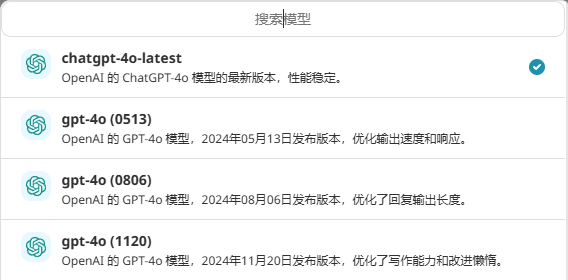 搜索模型
chatgpt-4o-latest
OpenAI 的 ChatGPT-4o 模型的最新版本，性能稳定。
gpt-4o (0513)
OpenAI 的 GPT-4o 模型，2024年05月13日发布版本，优化输出速度和响应。
gpt-4o (0806)
OpenAI 的 GPT-4o 模型，2024年08月06日发布版本，优化了回复输出长度。
gpt-4o (1120)
OpenAI 的 GPT-4o 模型，2024年11月20日发布版本，优化了写作能力和改进懒惰。